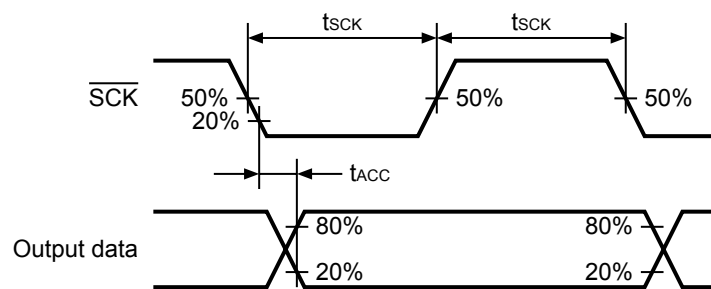 tSCK tSCK
SCK 50% 50% 50%
20%
tACC
Output data 80% 80%
20% 20%